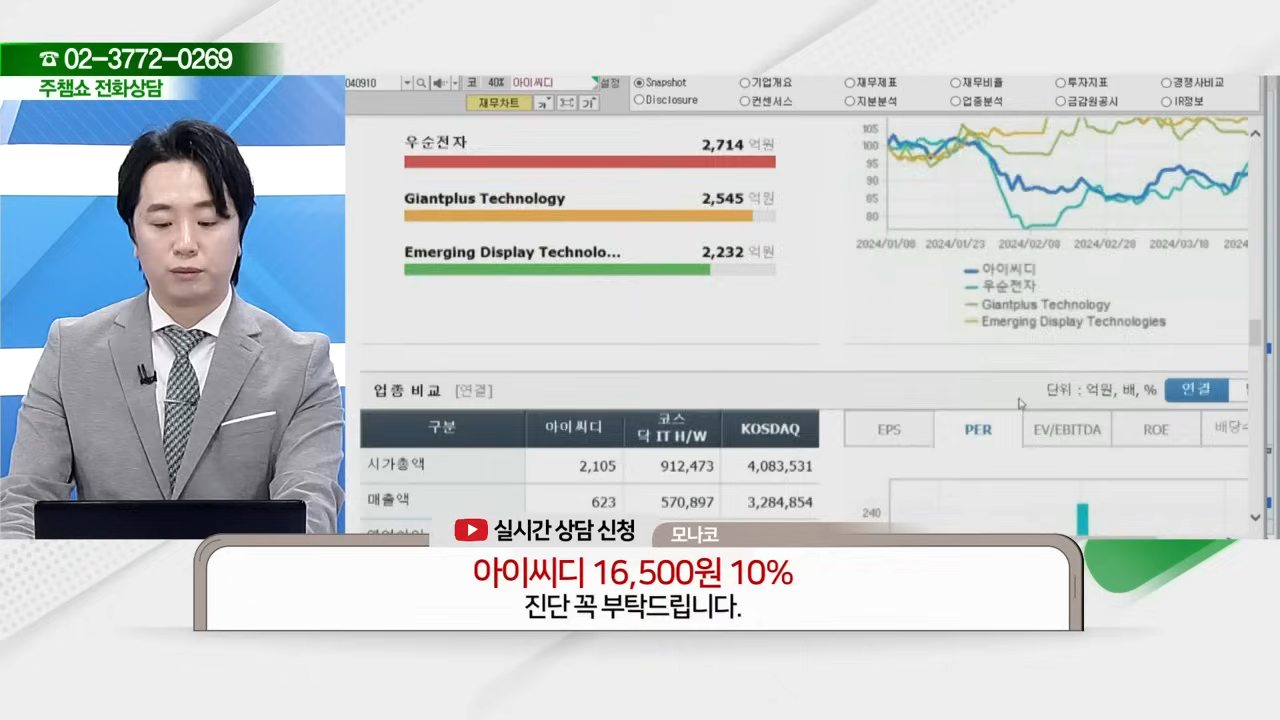 ☎ 02-3772-0269
주챔쇼 전화상담
040910 코 40% 아이씨디 설정
Snapshot 기업개요 재무제표 재무비율 투자지표 경쟁사비교
Disclosure 컨센서스 지분분석 업종분석 금감원공시 IR정보
재무차트
우순전자 2,714 억원
Giantplus Technology 2,545 억원
Emerging Display Technolo... 2,232 억원
105
100
95
90
85
80
2024/01/08 2024/01/23 2024/02/08 2024/02/28 2024/03/18 2024
아이씨디
우순전자
Giantplus Technology
Emerging Display Technologies
업종 비교 [연결]
단위 : 억원, 배, % 연결
구분 아이씨디 코스닥 IT H/W KOSDAQ
시가총액 2,105 912,473 4,083,531
매출액 623 570,897 3,284,854
EPS PER EV/EBITDA ROE
240
실시간 상담 신청 모나코
아이씨디 16,500원 10%
진단 꼭 부탁드립니다.